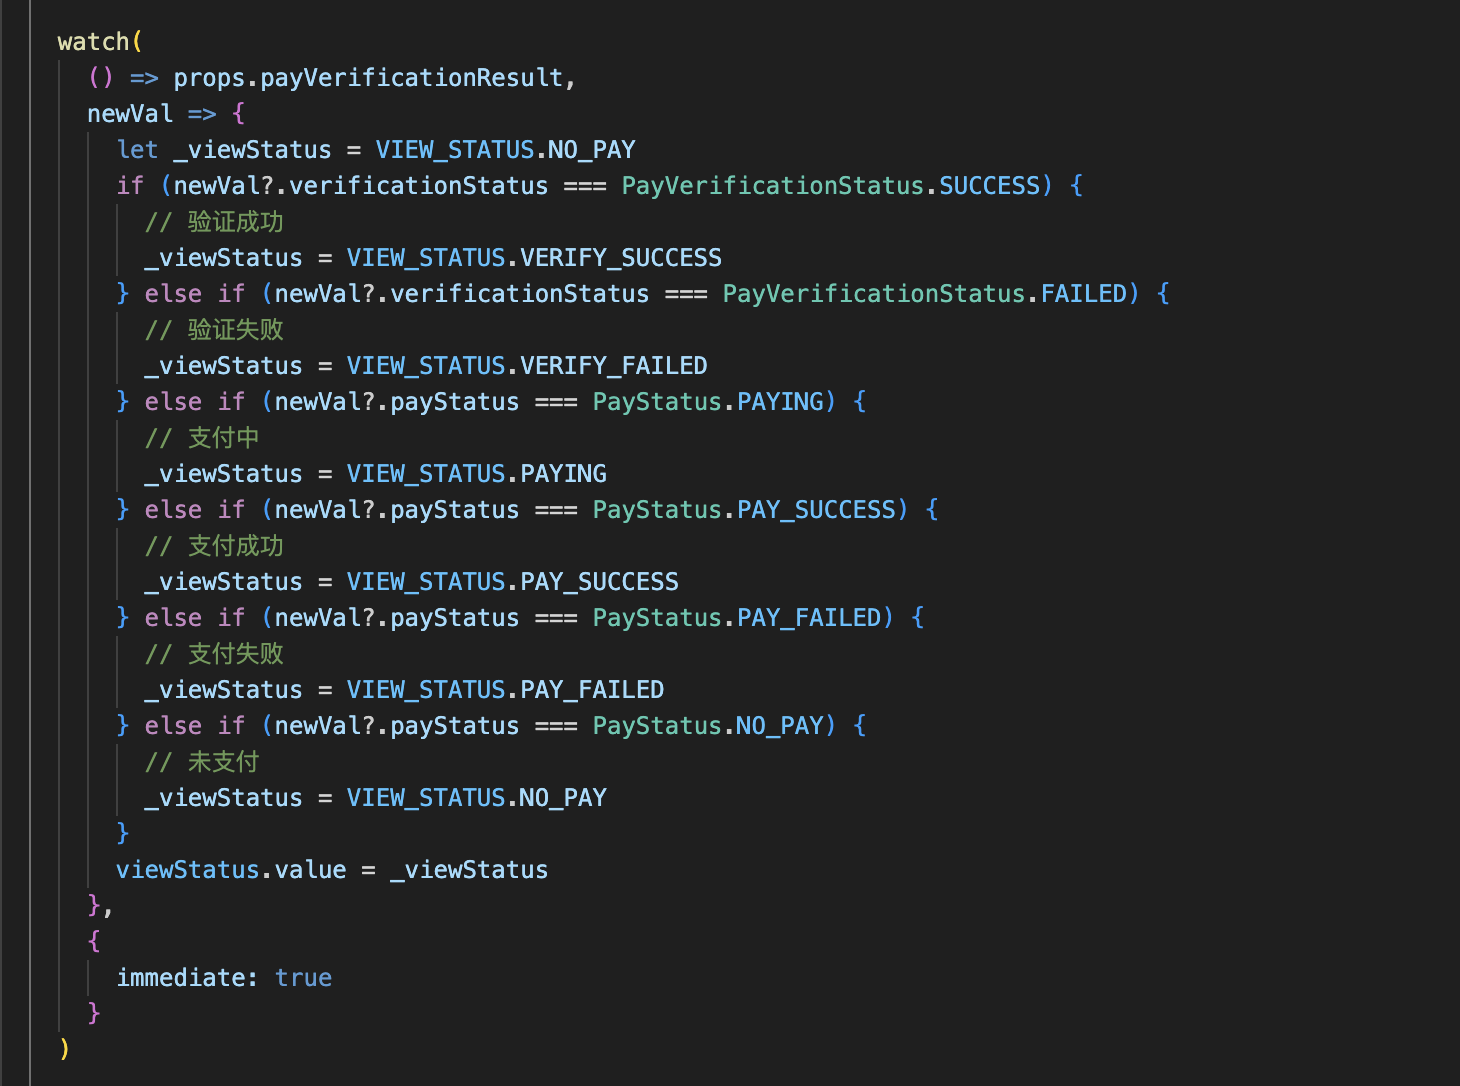 watch(
  () => props.payVerificationResult,
  newVal => {
    let _viewStatus = VIEW_STATUS.NO_PAY
    if (newVal?.verificationStatus === PayVerificationStatus.SUCCESS) {
      // 验证成功
      _viewStatus = VIEW_STATUS.VERIFY_SUCCESS
    } else if (newVal?.verificationStatus === PayVerificationStatus.FAILED) {
      // 验证失败
      _viewStatus = VIEW_STATUS.VERIFY_FAILED
    } else if (newVal?.payStatus === PayStatus.PAYING) {
      // 支付中
      _viewStatus = VIEW_STATUS.PAYING
    } else if (newVal?.payStatus === PayStatus.PAY_SUCCESS) {
      // 支付成功
      _viewStatus = VIEW_STATUS.PAY_SUCCESS
    } else if (newVal?.payStatus === PayStatus.PAY_FAILED) {
      // 支付失败
      _viewStatus = VIEW_STATUS.PAY_FAILED
    } else if (newVal?.payStatus === PayStatus.NO_PAY) {
      // 未支付
      _viewStatus = VIEW_STATUS.NO_PAY
    }
    viewStatus.value = _viewStatus
  },
  {
    immediate: true
  }
)